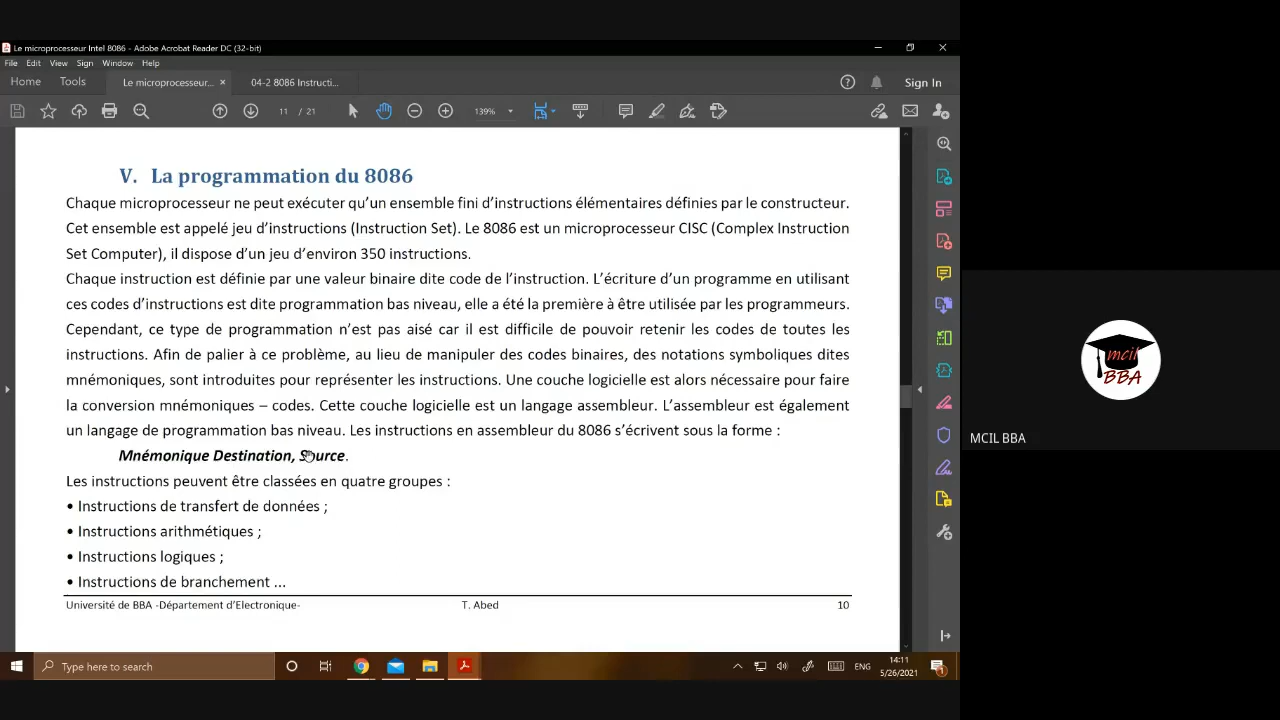 Le microprocesseur Intel 8086 - Adobe Acrobat Reader DC (32-bit)
File Edit View Sign Window Help
Home Tools Le microprocesseur... × 04-2 8086 Instructi... Sign In
11 / 21 139%
V. La programmation du 8086
Chaque microprocesseur ne peut exécuter qu’un ensemble fini d’instructions élémentaires définies par le constructeur.
Cet ensemble est appelé jeu d’instructions (Instruction Set). Le 8086 est un microprocesseur CISC (Complex Instruction
Set Computer), il dispose d’un jeu d’environ 350 instructions.
Chaque instruction est définie par une valeur binaire dite code de l’instruction. L’écriture d’un programme en utilisant
ces codes d’instructions est dite programmation bas niveau, elle a été la première à être utilisée par les programmeurs.
Cependant, ce type de programmation n’est pas aisé car il est difficile de pouvoir retenir les codes de toutes les
instructions. Afin de palier à ce problème, au lieu de manipuler des codes binaires, des notations symboliques dites
mnémoniques, sont introduites pour représenter les instructions. Une couche logicielle est alors nécessaire pour faire
la conversion mnémoniques – codes. Cette couche logicielle est un langage assembleur. L’assembleur est également
un langage de programmation bas niveau. Les instructions en assembleur du 8086 s’écrivent sous la forme :
Mnémonique Destination, Source.
Les instructions peuvent être classées en quatre groupes :
• Instructions de transfert de données ;
• Instructions arithmétiques ;
• Instructions logiques ;
• Instructions de branchement ...
Université de BBA -Département d’Electronique- T. Abed 10
mcil
BBA
MCIL BBA
Type here to search
ENG
14:11
5/26/2021
1